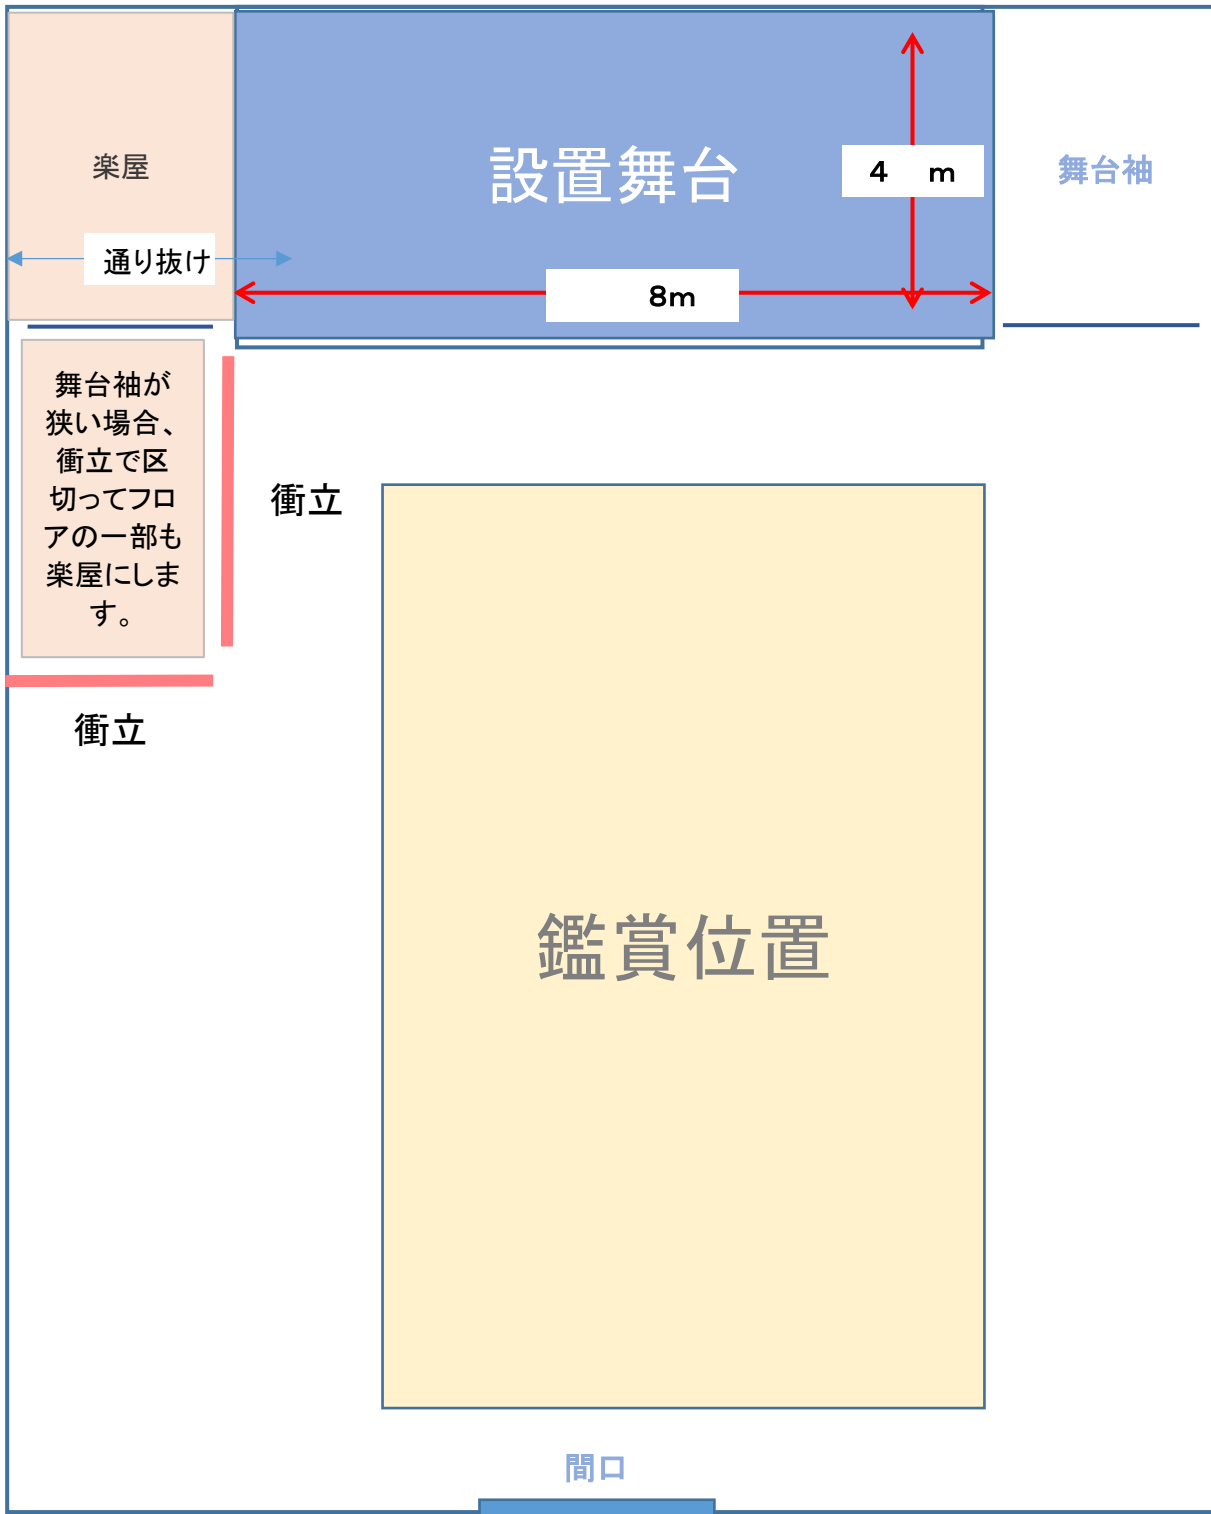 楽屋
設置舞台
4 m
舞台袖
通り抜け
8m
舞台袖が
狭い場合、
衝立で区
切ってフロ
アの一部も
楽屋にしま
す。
衝立
衝立
鑑賞位置
間口